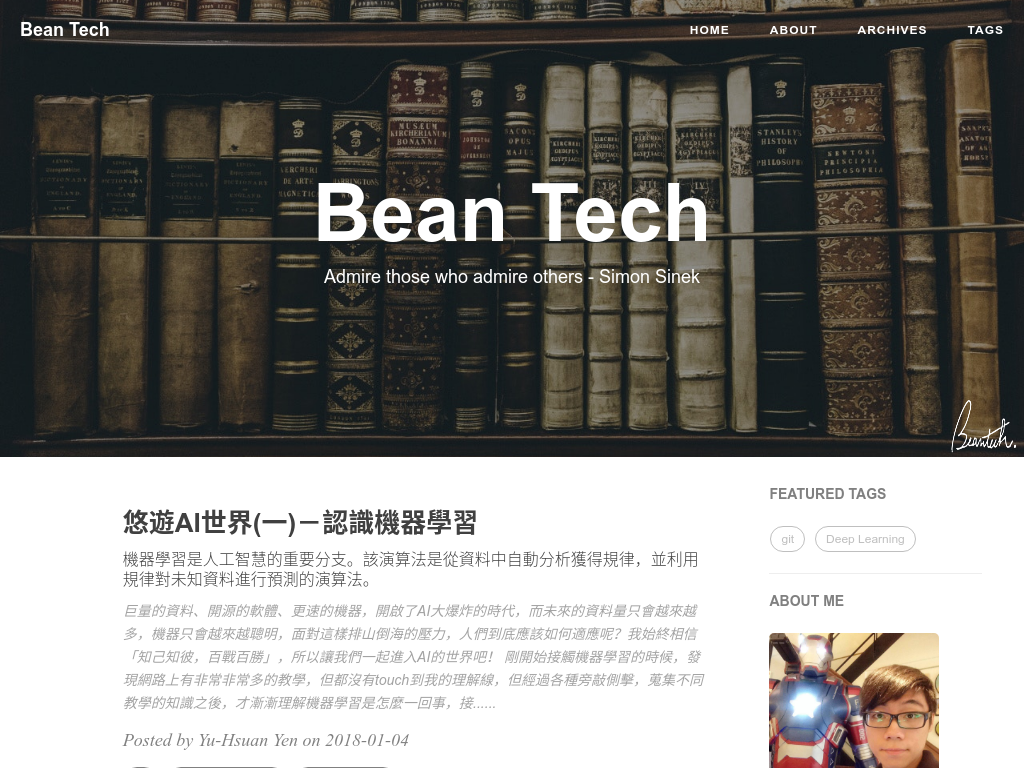 Bean Tech
HOME ABOUT ARCHIVES TAGS
MUSEUM
KIRCHERIANUM
BONANNI
STANLEY'S
HISTORY
OF
PHILOSOPHY
NEWTONI
PRINCIPIA
PHILOSOPHIA
Bean Tech
Admire those who admire others - Simon Sinek
Beantech.
悠遊AI世界(一)－認識機器學習
機器學習是人工智慧的重要分支。該演算法是從資料中自動分析獲得規律，並利用
規律對未知資料進行預測的演算法。
巨量的資料、開源的軟體、更速的機器，開啟了AI大爆炸的時代，而未來的資料量只會越來越
多，機器只會越來越聰明，面對這樣排山倒海的壓力，人們到底應該如何適應呢？我始終相信
「知己知彼，百戰百勝」，所以讓我們一起進入AI的世界吧！ 剛開始接觸機器學習的時候，發
現網路上有非常非常多的教學，但都沒有touch到我的理解線，但經過各種旁敲側擊，蒐集不同
教學的知識之後，才漸漸理解機器學習是怎麼一回事，接......
Posted by Yu-Hsuan Yen on 2018-01-04
FEATURED TAGS
git Deep Learning
ABOUT ME